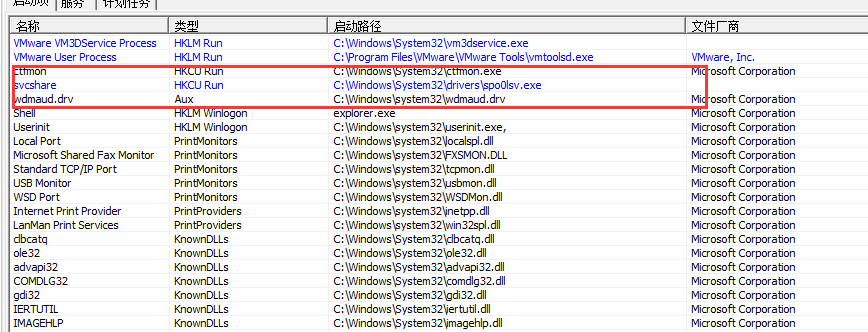 启动项 服务 计划任务
名称 类型 启动路径 文件厂商
VMware VM3DService Process HKLM Run C:\Windows\System32\vm3dservice.exe
VMware User Process HKLM Run C:\Program Files\VMware\VMware Tools\vmtoolsd.exe VMware, Inc.
ctfmon HKCU Run C:\Windows\System32\ctfmon.exe Microsoft Corporation
svcshare HKCU Run C:\Windows\System32\drivers\spo0lsv.exe
wdmaud.drv Aux C:\Windows\system32\wdmaud.drv Microsoft Corporation
Shell HKLM Winlogon explorer.exe Microsoft Corporation
Userinit HKLM Winlogon C:\Windows\system32\userinit.exe, Microsoft Corporation
Local Port PrintMonitors C:\Windows\system32\localspl.dll Microsoft Corporation
Microsoft Shared Fax Monitor PrintMonitors C:\Windows\system32\FXSMON.DLL Microsoft Corporation
Standard TCP/IP Port PrintMonitors C:\Windows\system32\tcpmon.dll Microsoft Corporation
USB Monitor PrintMonitors C:\Windows\system32\usbmon.dll Microsoft Corporation
WSD Port PrintMonitors C:\Windows\system32\WSDMon.dll Microsoft Corporation
Internet Print Provider PrintProviders C:\Windows\system32\inetpp.dll Microsoft Corporation
LanMan Print Services PrintProviders C:\Windows\system32\win32spl.dll Microsoft Corporation
clbcatq KnownDLLs C:\Windows\System32\clbcatq.dll Microsoft Corporation
ole32 KnownDLLs C:\Windows\System32\ole32.dll Microsoft Corporation
advapi32 KnownDLLs C:\Windows\System32\advapi32.dll Microsoft Corporation
COMDLG32 KnownDLLs C:\Windows\System32\comdlg32.dll Microsoft Corporation
gdi32 KnownDLLs C:\Windows\System32\gdi32.dll Microsoft Corporation
IERTUTIL KnownDLLs C:\Windows\System32\iertutil.dll Microsoft Corporation
IMAGEHLP KnownDLLs C:\Windows\System32\imagehlp.dll Microsoft Corporation